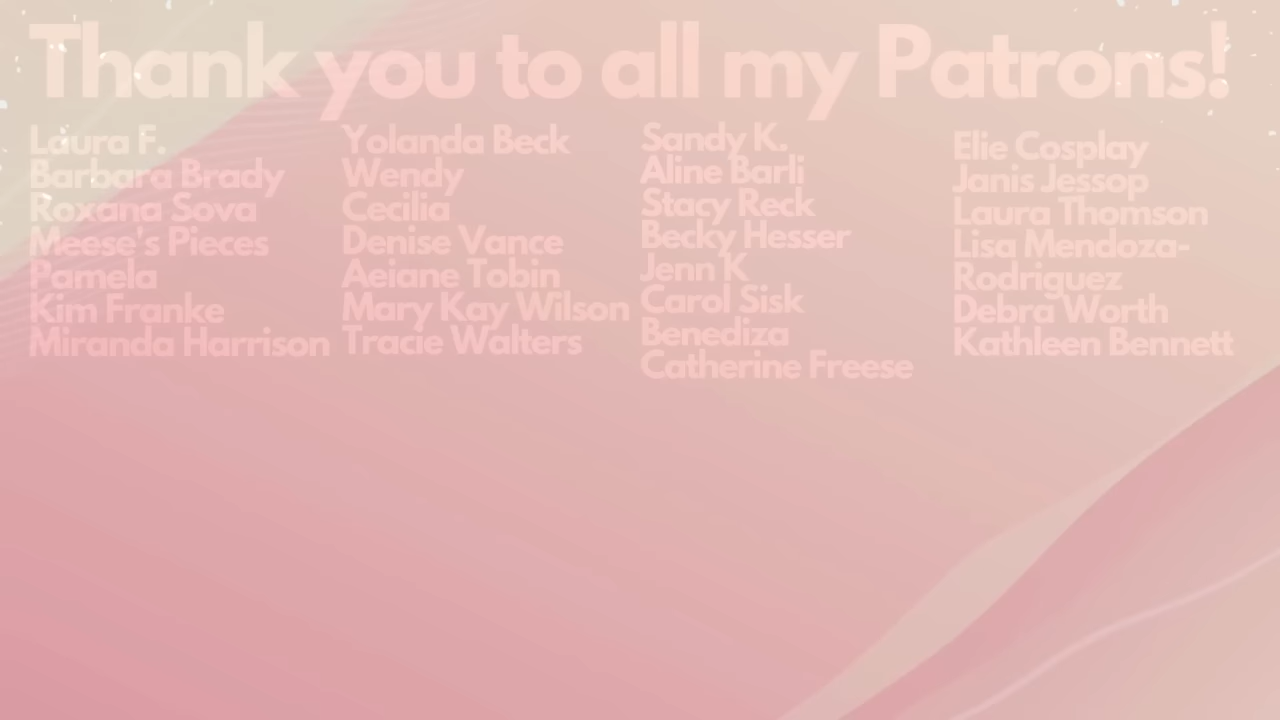 Thank you to all my Patrons!
Laura F.
Barbara Brady
Roxana Sova
Meese's Pieces
Pamela
Kim Franke
Miranda Harrison
Yolanda Beck
Wendy
Cecilia
Denise Vance
Aeiane Tobin
Mary Kay Wilson
Tracie Walters
Sandy K.
Aline Barli
Stacy Reck
Becky Hesser
Jenn K
Carol Sisk
Benediza
Catherine Freese
Elie Cosplay
Janis Jessop
Laura Thomson
Lisa Mendoza-
Rodriguez
Debra Worth
Kathleen Bennett